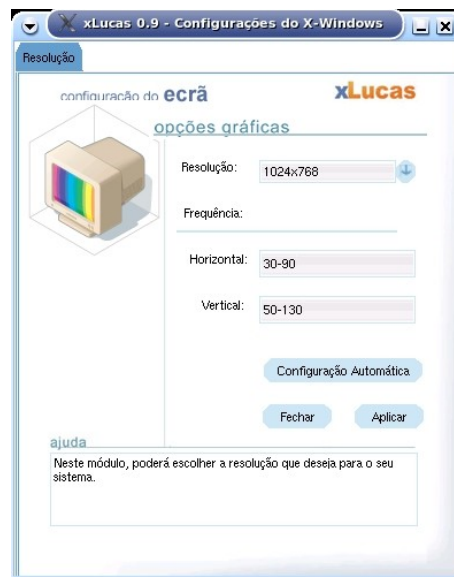 xLucas 0.9 - Configurações do X-Windows
Resolução
configuração do ecrã
xLucas
opções gráficas
Resolução: 1024x768
Frequência:
Horizontal: 30-90
Vertical: 50-130
Configuração Automática
Fechar Aplicar
ajuda
Neste módulo, poderá escolher a resolução que deseja para o seu
sistema.